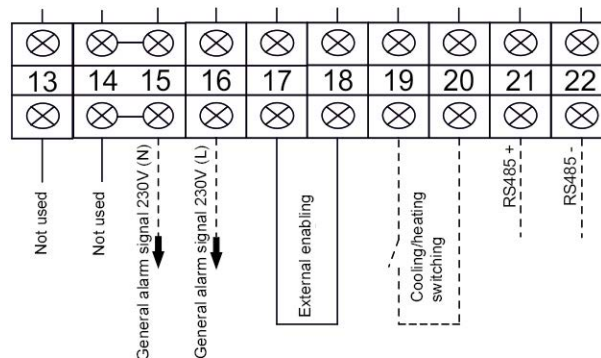 13 14 15 16 17 18 19 20 21 22
Not used
Not used
General alarm signal 230V (N)
General alarm signal 230V (L)
External enabling
Cooling/heating
switching
RS485 +
RS485 -